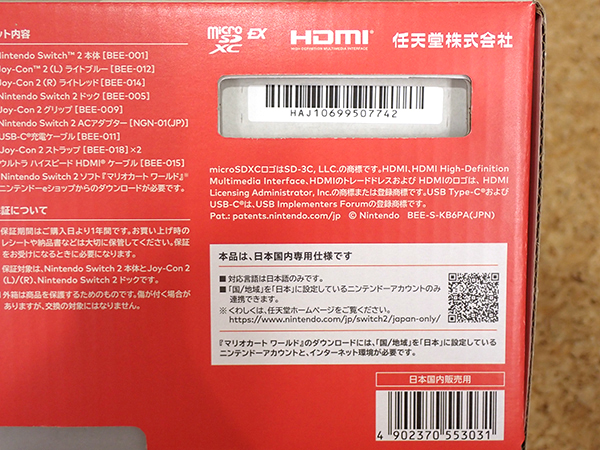 ット内容
Nintendo Switch™ 2 本体 [BEE-001]
Joy-Con™ 2 (L) ライトブルー [BEE-012]
Joy-Con 2 (R) ライトレッド [BEE-014]
Nintendo Switch 2 ドック [BEE-005]
Joy-Con 2 グリップ [BEE-009]
Nintendo Switch 2 ACアダプター [NGN-01(JP)]
USB-C®充電ケーブル [BEE-011]
Joy-Con 2 ストラップ [BEE-018] ×2
ウルトラ ハイスピード HDMI®ケーブル [BEE-015]
Nintendo Switch 2 ソフト『マリオカート ワールド』※
ニンテンドーeショップからのダウンロードが必要です。
保証について
保証期間はご購入日より1年間です。お買い上げ時の
レシートや納品書などは大切に保管してください。保証
をお受けになるときに必要になります。
保証対象は、Nintendo Switch 2 本体とJoy-Con 2
(L)/(R)、Nintendo Switch 2 ドックです。
外箱は商品を保護するためのものです。傷が付く場合が
ありますが、交換の対象にはなりません。
micro SD XC EX
HDMI™
HIGH-DEFINITION MULTIMEDIA INTERFACE
任天堂株式会社
HAJ10699507742
microSDXCロゴはSD-3C, LLC.の商標です。HDMI、HDMI High-Definition
Multimedia Interface、HDMIのトレードドレスおよび HDMIのロゴは、HDMI
Licensing Administrator, Inc.の商標または登録商標です。USB Type-C®および
USB-C®は、USB Implementers Forumの登録商標です。
Pat.: patents.nintendo.com/jp © Nintendo BEE-S-KB6PA(JPN)
本品は、日本国内専用仕様です
■ 対応言語は日本語のみです。
■ 「国/地域」を「日本」に設定しているニンテンドーアカウントのみ
連携できます。
※ くわしくは、任天堂ホームページをご覧ください。
https://www.nintendo.com/jp/switch2/japan-only/
『マリオカート ワールド』のダウンロードには、「国/地域」を「日本」に設定している
ニンテンドーアカウントと、インターネット環境が必要です。
日本国内販売用
4 902370 553031